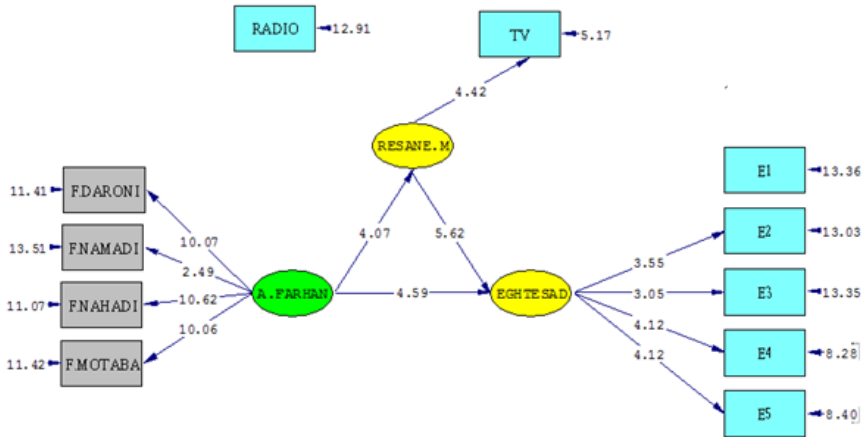 RADIO
12.91
TV
5.17
4.42
RESANE.M
11.41
F.DARONI
E1
13.36
13.51
F.NAMADI
10.07
4.07
5.62
E2
13.03
2.49
3.55
11.07
F.NAHADI
10.62
A.FARHAN
4.59
EGHTESAD
3.05
E3
13.35
10.06
4.12
11.42
F.MOTABA
4.12
E4
8.28
E5
8.40